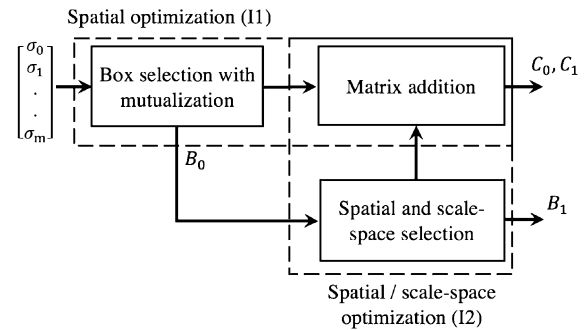 Spatial optimization (I1)
σ₀
σ₁
.
.
σₘ
Box selection with
mutualization
Matrix addition
C₀, C₁
B₀
Spatial and scale-
space selection
B₁
Spatial / scale-space
optimization (I2)